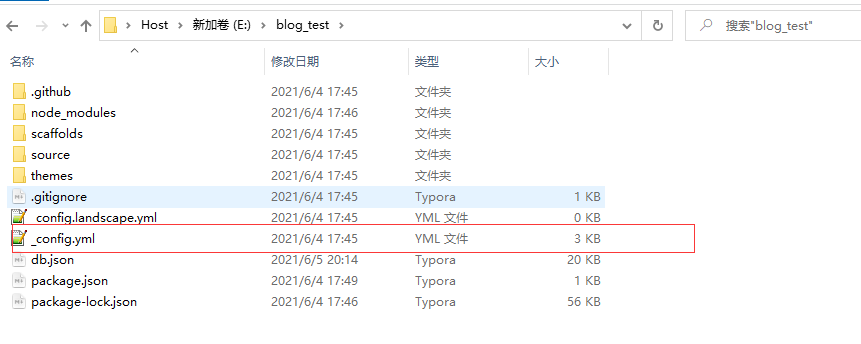 Host 新加卷 (E:) blog_test 搜索"blog_test"
名称 修改日期 类型 大小
.github 2021/6/4 17:45 文件夹
node_modules 2021/6/4 17:46 文件夹
scaffolds 2021/6/4 17:45 文件夹
source 2021/6/4 17:45 文件夹
themes 2021/6/4 17:45 文件夹
.gitignore 2021/6/4 17:45 Typora 1 KB
_config.landscape.yml 2021/6/4 17:45 YML 文件 0 KB
_config.yml 2021/6/4 17:45 YML 文件 3 KB
db.json 2021/6/5 20:14 Typora 20 KB
package.json 2021/6/4 17:49 Typora 1 KB
package-lock.json 2021/6/4 17:46 Typora 56 KB